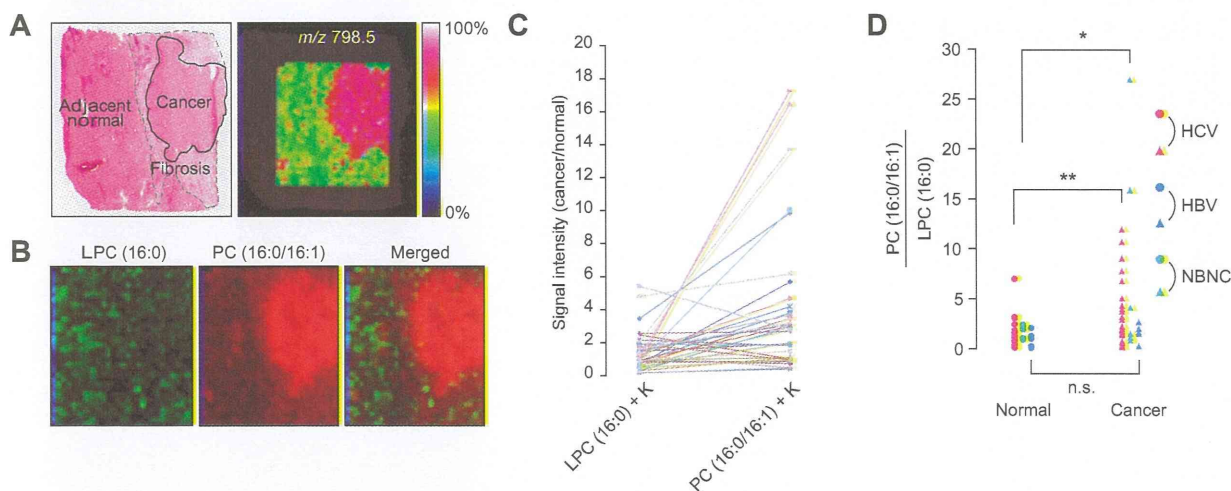 A
Adjacent
normal
Cancer
Fibrosis
m/z 798.5
100%
0%
B
LPC (16:0)
PC (16:0/16:1)
Merged
C
Signal intensity (cancer/normal)
20
18
16
14
12
10
8
6
4
2
0
LPC (16:0) + K
PC (16:0/16:1) + K
D
PC (16:0/16:1)
LPC (16:0)
30
25
20
15
10
5
0
*
**
n.s.
Normal
Cancer
HCV
HBV
NBNC